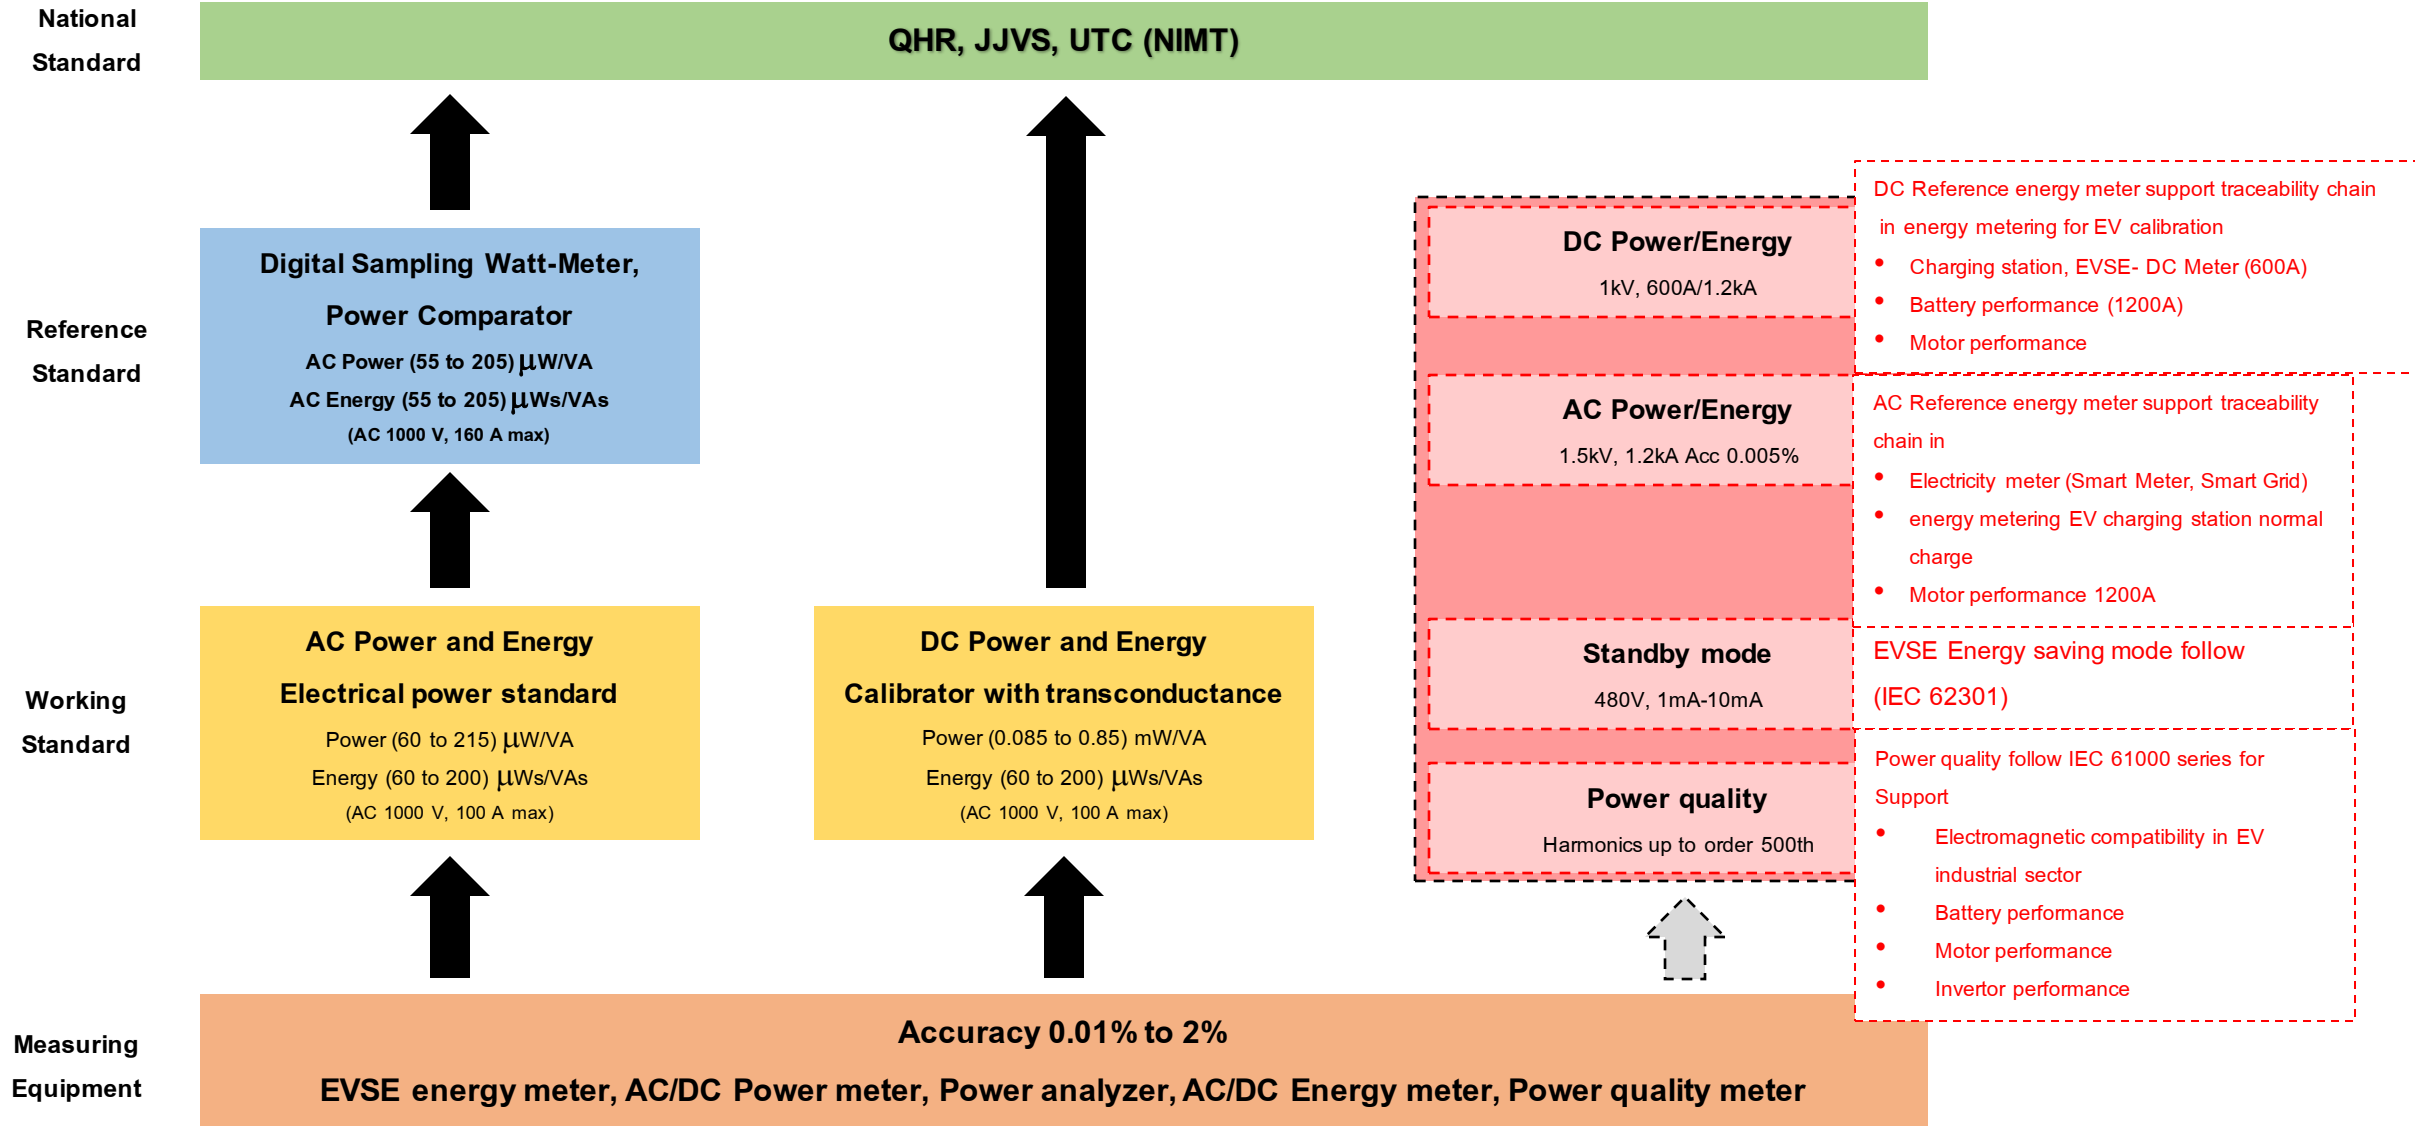 National
Standard
QHR, JJVS, UTC (NIMT)
Reference
Standard
Digital Sampling Watt-Meter,
Power Comparator
AC Power (55 to 205) μW/VA
AC Energy (55 to 205) μWs/VAs
(AC 1000 V, 160 A max)
DC Power/Energy
1kV, 600A/1.2kA
DC Reference energy meter support traceability chain
in energy metering for EV calibration
• Charging station, EVSE- DC Meter (600A)
• Battery performance (1200A)
• Motor performance
AC Power/Energy
1.5kV, 1.2kA Acc 0.005%
AC Reference energy meter support traceability
chain in
• Electricity meter (Smart Meter, Smart Grid)
• energy metering EV charging station normal
charge
• Motor performance 1200A
Working
Standard
AC Power and Energy
Electrical power standard
Power (60 to 215) μW/VA
Energy (60 to 200) μWs/VAs
(AC 1000 V, 100 A max)
DC Power and Energy
Calibrator with transconductance
Power (0.085 to 0.85) mW/VA
Energy (60 to 200) μWs/VAs
(AC 1000 V, 100 A max)
Standby mode
480V, 1mA-10mA
EVSE Energy saving mode follow
(IEC 62301)
Power quality
Harmonics up to order 500th
Power quality follow IEC 61000 series for
Support
• Electromagnetic compatibility in EV
industrial sector
• Battery performance
• Motor performance
• Invertor performance
Measuring
Equipment
Accuracy 0.01% to 2%
EVSE energy meter, AC/DC Power meter, Power analyzer, AC/DC Energy meter, Power quality meter